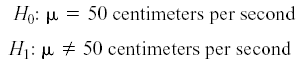 H₀: μ = 50 centimeters per second
H₁: μ ≠ 50 centimeters per second